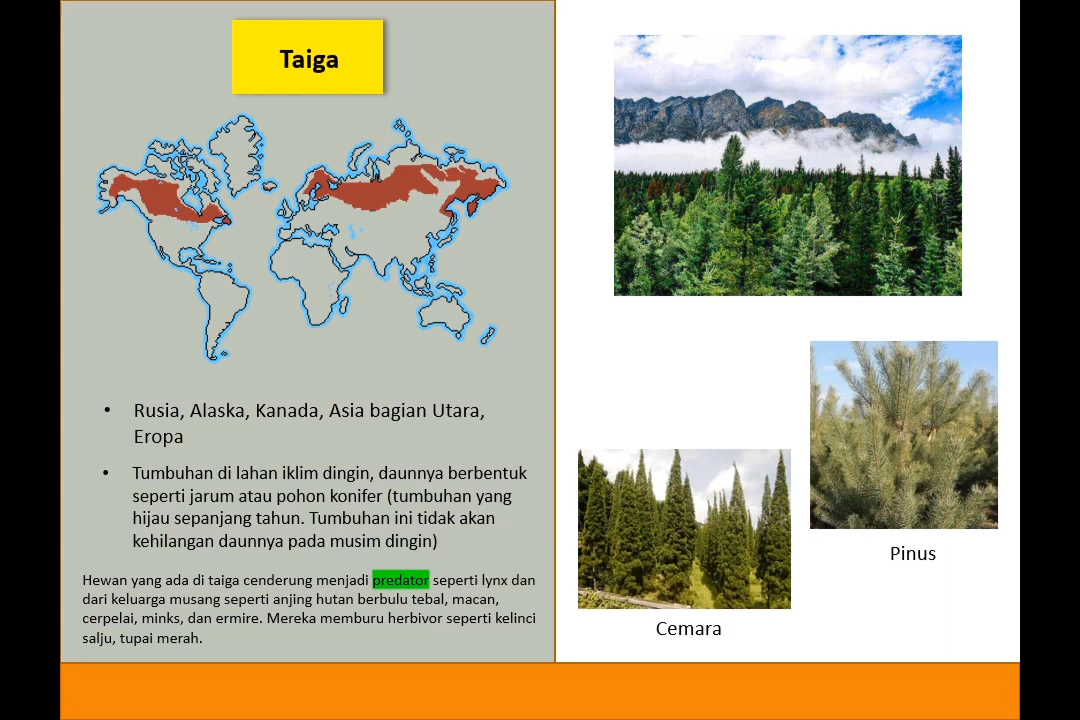 Taiga
• Rusia, Alaska, Kanada, Asia bagian Utara,
Eropa
• Tumbuhan di lahan iklim dingin, daunnya berbentuk
seperti jarum atau pohon konifer (tumbuhan yang
hijau sepanjang tahun. Tumbuhan ini tidak akan
kehilangan daunnya pada musim dingin)
Hewan yang ada di taiga cenderung menjadi predator seperti lynx dan
dari keluarga musang seperti anjing hutan berbulu tebal, macan,
cerpelai, minks, dan ermire. Mereka memburu herbivor seperti kelinci
salju, tupai merah.
Pinus
Cemara